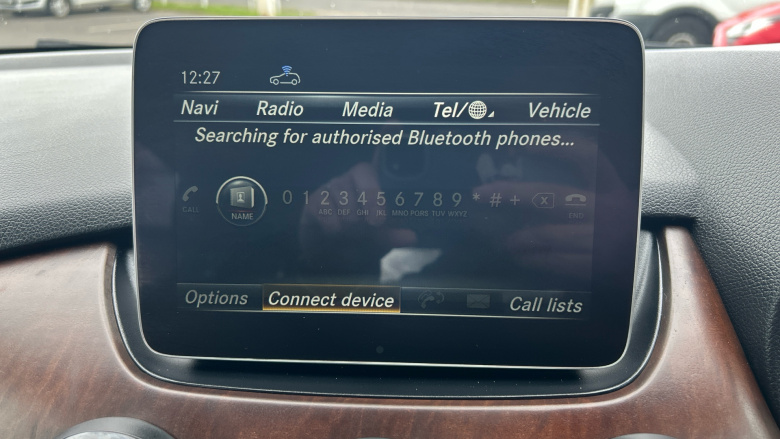 12:27
Navi Radio Media Tel/ Vehicle
Searching for authorised Bluetooth phones...
CALL NAME 0 1 2 3 4 5 6 7 8 9 * # + END
ABC DEF GHI JKL MNO PQRS TUV WXYZ
Options Connect device Call lists